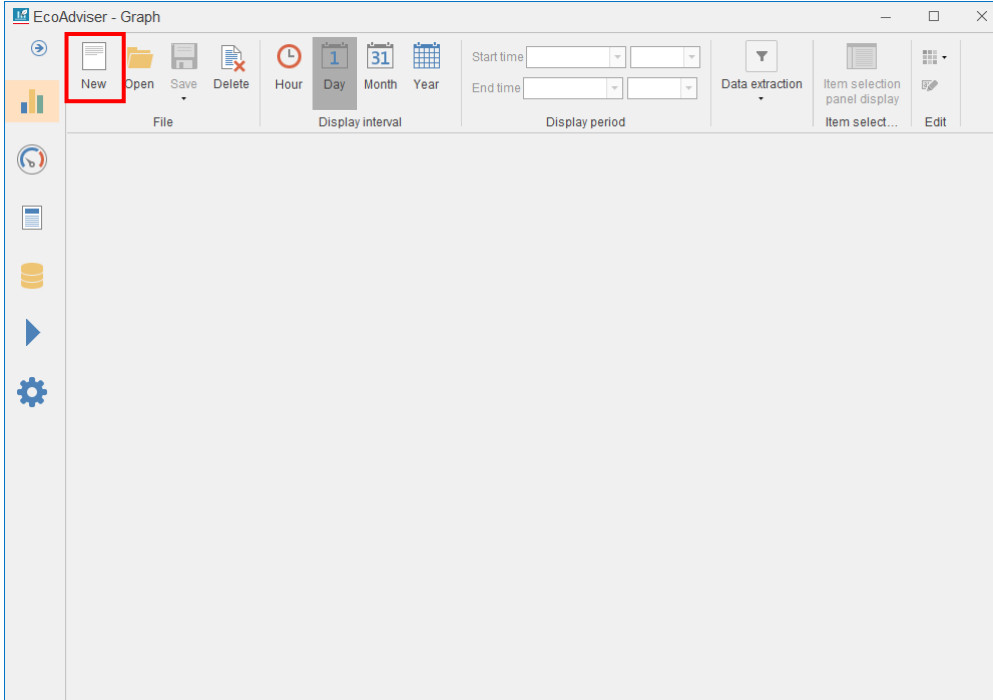 EcoAdviser - Graph
New Open Save Delete Hour 1 Day 31 Month Year Start time End time Data extraction Item selection panel display
File Display interval Display period Item select... Edit